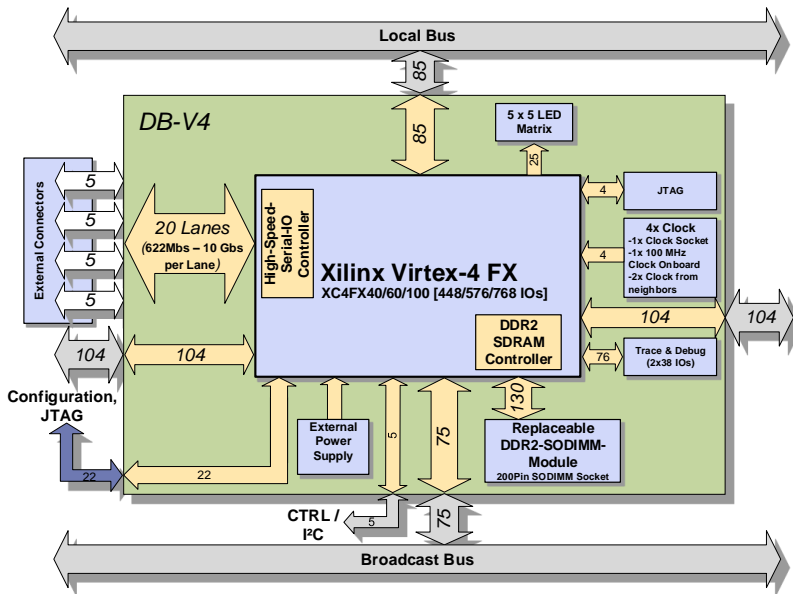 Local Bus
85
DB-V4
85
5 x 5 LED
Matrix
25
External Connectors
5
5
5
5
20 Lanes
(622Mbs – 10 Gbs
per Lane)
High-Speed-
Serial-IO
Controller
Xilinx Virtex-4 FX
XC4FX40/60/100 [448/576/768 IOs]
DDR2
SDRAM
Controller
4
JTAG
4
4x Clock
-1x Clock Socket
-1x 100 MHz
Clock Onboard
-2x Clock from
neighbors
104
104
104
104
76
Trace & Debug
(2x38 IOs)
Configuration,
JTAG
22
22
External
Power
Supply
5
75
130
Replaceable
DDR2-SODIMM-
Module
200Pin SODIMM Socket
CTRL /
I²C
5
75
Broadcast Bus